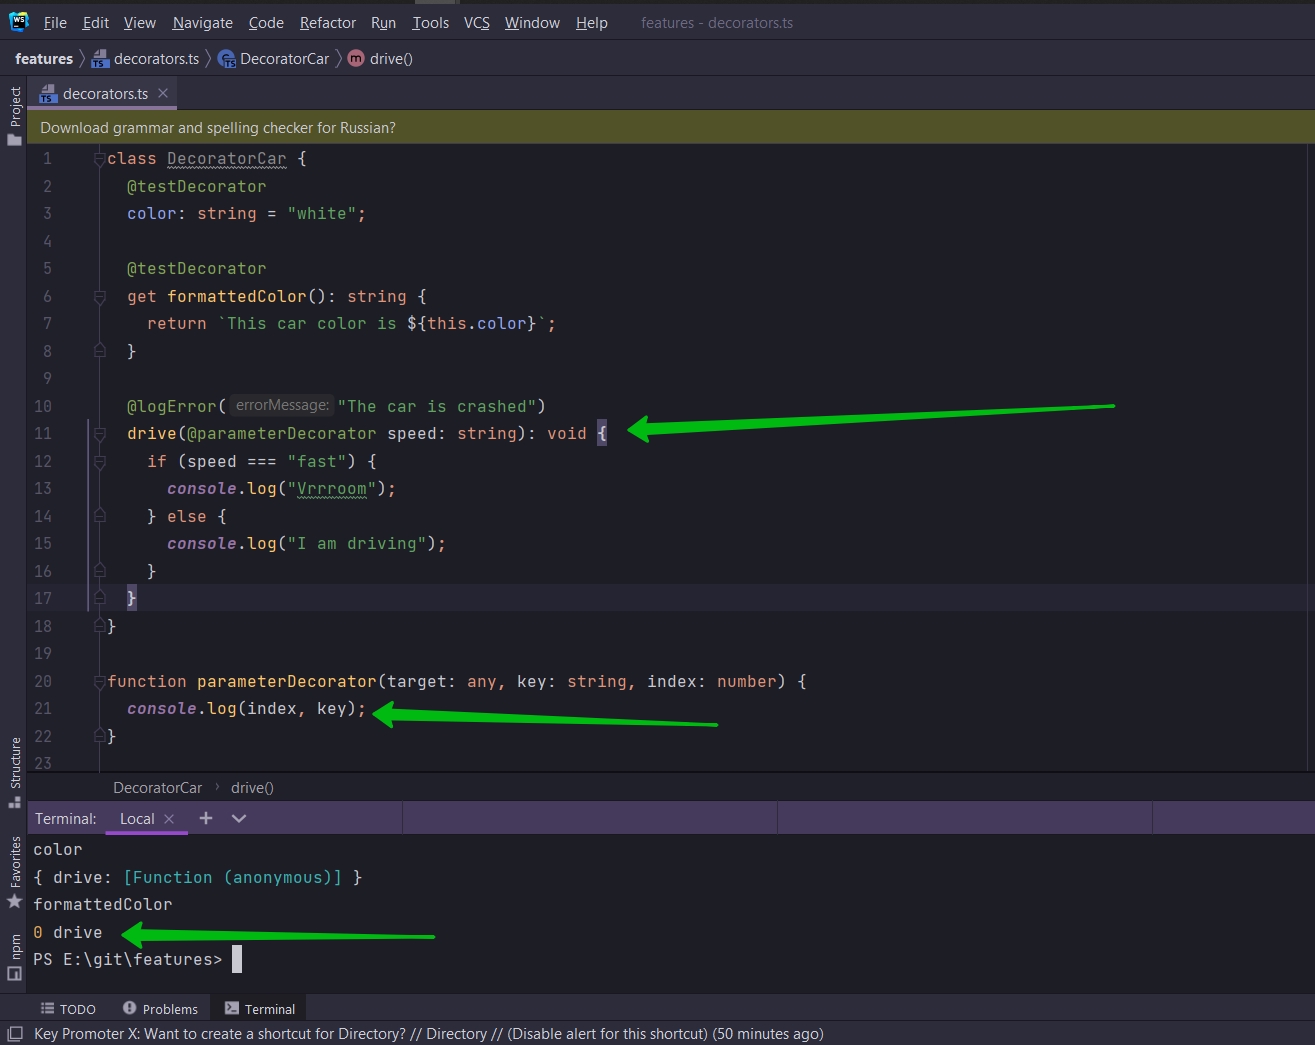 WS File Edit View Navigate Code Refactor Run Tools VCS Window Help features - decorators.ts
features decorators.ts DecoratorCar m drive()
TS decorators.ts
Project
Download grammar and spelling checker for Russian?
1 class DecoratorCar {
2 @testDecorator
3 color: string = "white";
4
5 @testDecorator
6 get formattedColor(): string {
7 return `This car color is ${this.color}`;
8 }
9
10 @logError( errorMessage: "The car is crashed")
11 drive(@parameterDecorator speed: string): void {
12 if (speed === "fast") {
13 console.log("Vrrroom");
14 } else {
15 console.log("I am driving");
16 }
17 }
18 }
19
20 function parameterDecorator(target: any, key: string, index: number) {
21 console.log(index, key);
22 }
23
Structure
DecoratorCar › drive()
Terminal: Local
Favorites
color
{ drive: [Function (anonymous)] }
formattedColor
0 drive
npm
PS E:\git\features>
TODO Problems Terminal
Key Promoter X: Want to create a shortcut for Directory? // Directory // (Disable alert for this shortcut) (50 minutes ago)